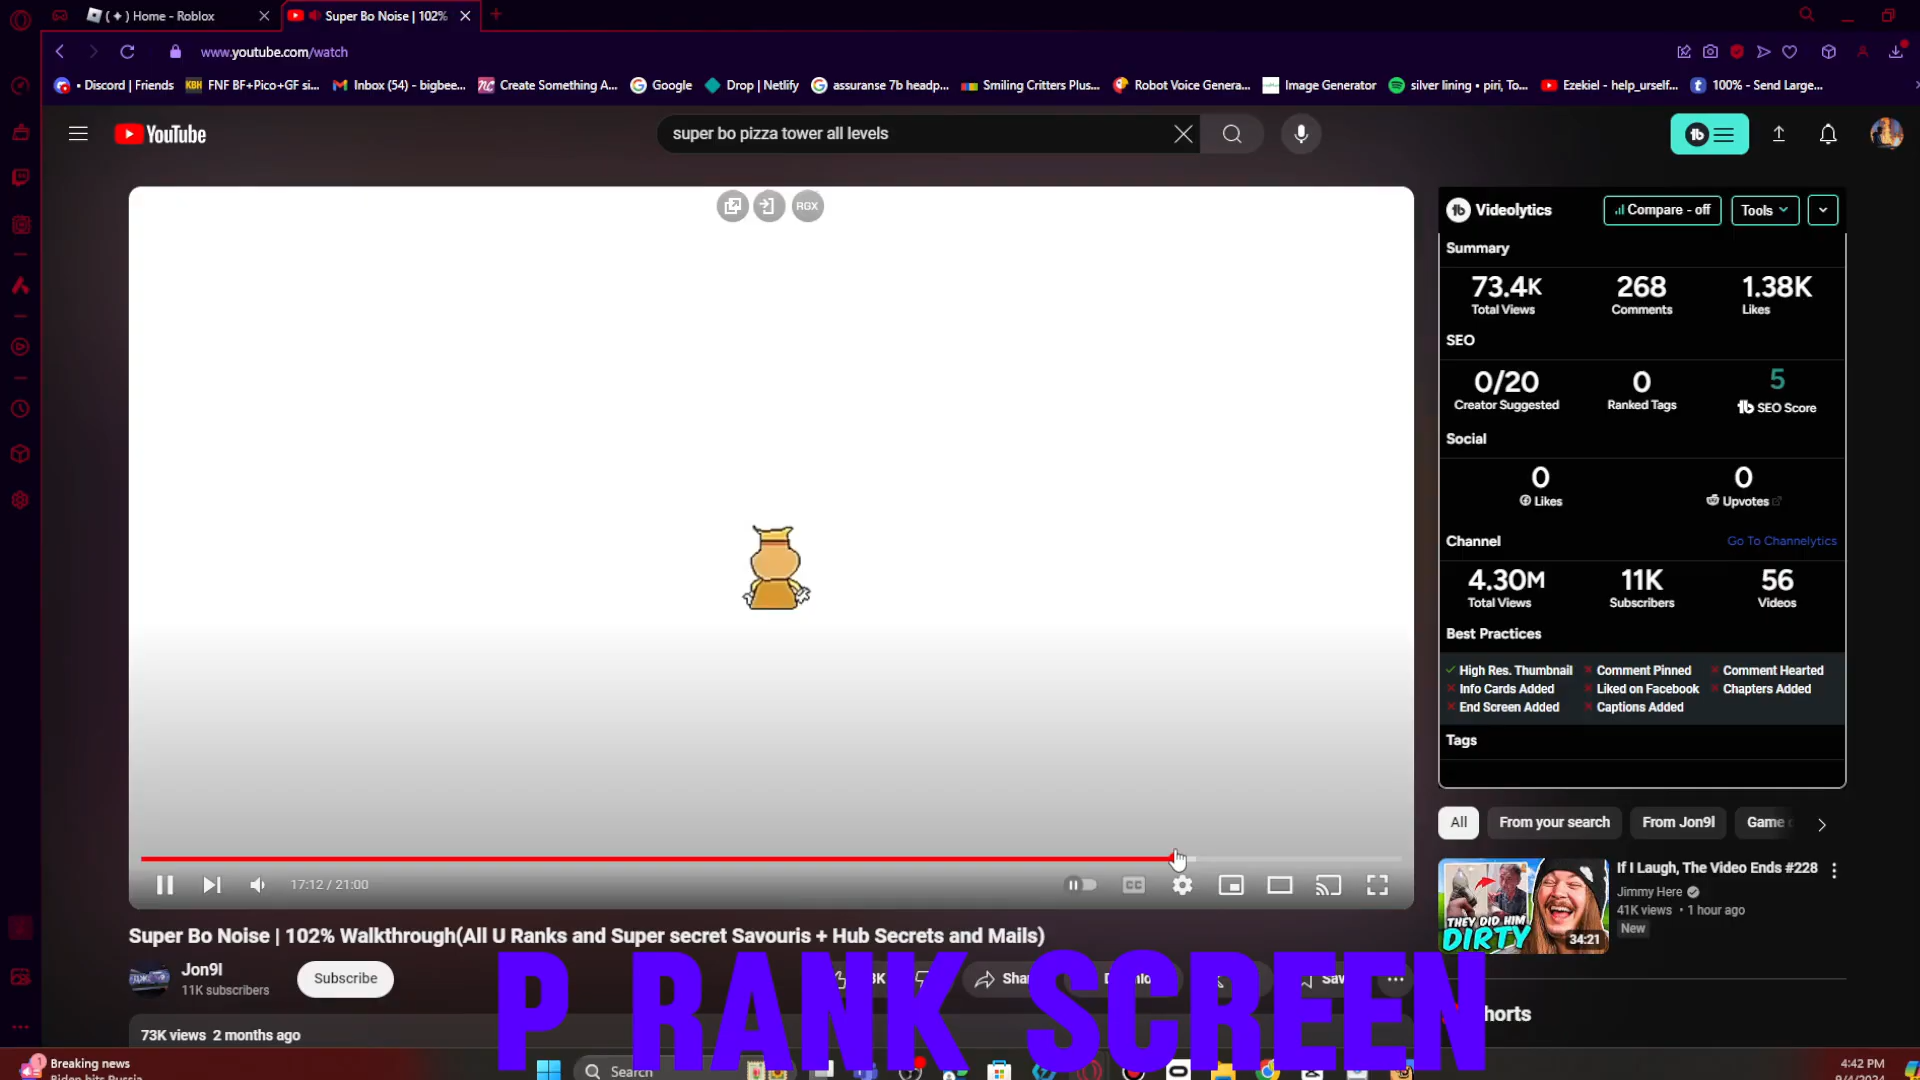 ( ✦ ) Home - Roblox
Super Bo Noise | 102%
www.youtube.com/watch
• Discord | Friends
KBH FNF BF+Pico+GF si...
Inbox (54) - bigbee...
Create Something A...
Google
Drop | Netlify
assuranse 7b headp...
Smiling Critters Plus...
Robot Voice Genera...
Image Generator
silver lining • piri, To...
Ezekiel - help_urself...
100% - Send Large...
YouTube
super bo pizza tower all levels
RGX
Videolytics
Compare - off
Tools
Summary
73.4K 268 1.38K
Total Views Comments Likes
SEO
0/20 0 5
Creator Suggested Ranked Tags SEO Score
Social
0 0
Likes Upvotes
Channel Go To Channelytics
4.30M 11K 56
Total Views Subscribers Videos
Best Practices
High Res. Thumbnail Comment Pinned Comment Hearted
Info Cards Added Liked on Facebook Chapters Added
End Screen Added Captions Added
Tags
All From your search From Jon9l Game
17:12 / 21:00
CC
Super Bo Noise | 102% Walkthrough(All U Ranks and Super secret Savouris + Hub Secrets and Mails)
Jon9l
11K subscribers
Subscribe
73K views 2 months ago
P RANK SCREEN
THEY DID HIM
DIRTY
34:21
If I Laugh, The Video Ends #228
Jimmy Here
41K views • 1 hour ago
New
Breaking news
Search
4:42 PM